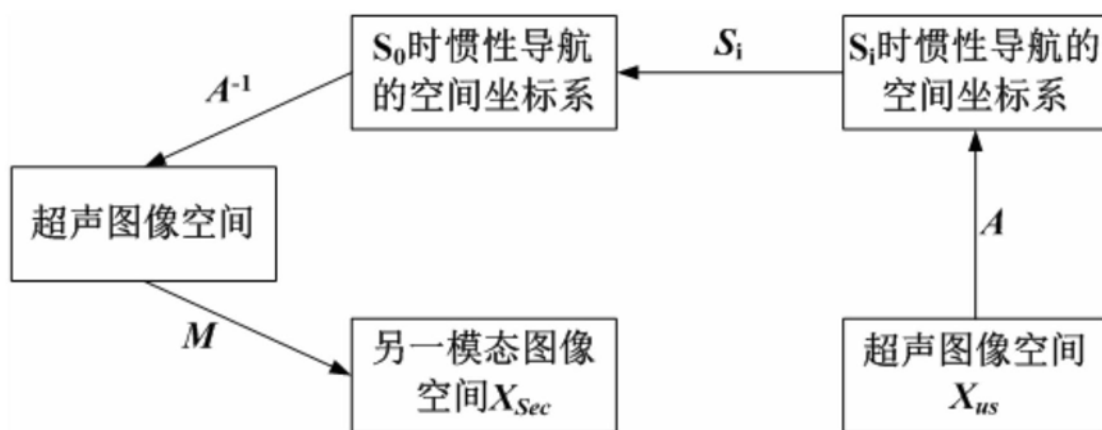 S₀时惯性导航
的空间坐标系
Sᵢ
Sᵢ时惯性导航的
空间坐标系
A⁻¹
超声图像空间
A
M
另一模态图像
空间X_Sec
超声图像空间
X_us